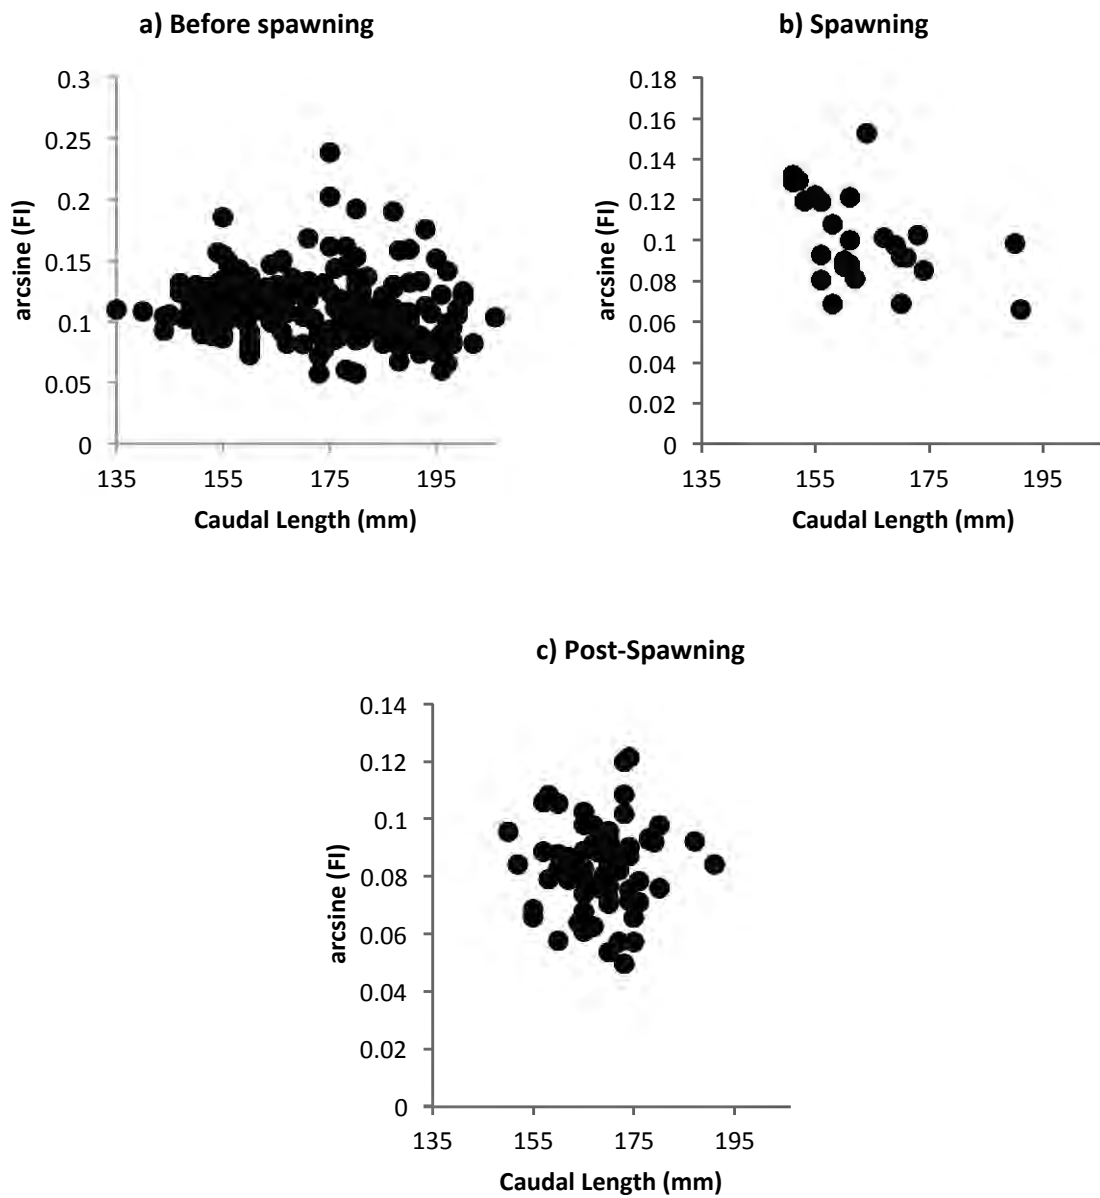 a) Before spawning
0.3
0.25
0.2
0.15
0.1
0.05
0
arcsine (FI)
135 155 175 195
Caudal Length (mm)
b) Spawning
0.18
0.16
0.14
0.12
0.1
0.08
0.06
0.04
0.02
0
arcsine (FI)
135 155 175 195
Caudal Length (mm)
c) Post-Spawning
0.14
0.12
0.1
0.08
0.06
0.04
0.02
0
arcsine (FI)
135 155 175 195
Caudal Length (mm)